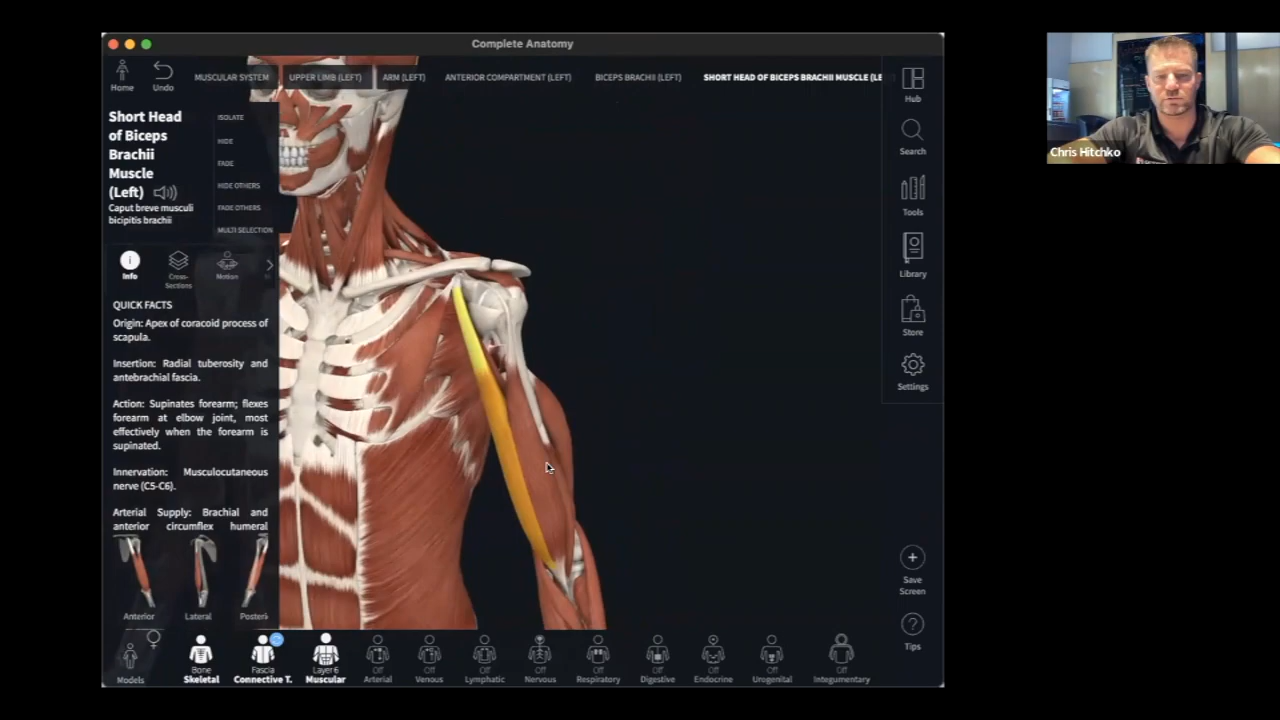 Complete Anatomy
Home
Undo
MUSCULAR SYSTEM
UPPER LIMB (LEFT)
ARM (LEFT)
ANTERIOR COMPARTMENT (LEFT)
BICEPS BRACHII (LEFT)
SHORT HEAD OF BICEPS BRACHII MUSCLE (LE
Short Head
of Biceps
Brachii
Muscle
(Left)
Caput breve musculi
bicipitis brachii
ISOLATE
HIDE
FADE
HIDE OTHERS
FADE OTHERS
MULTI SELECTION
Info
Cross-
Sections
Motion
QUICK FACTS
Origin: Apex of coracoid process of
scapula.
Insertion: Radial tuberosity and
antebrachial fascia.
Action: Supinates forearm; flexes
forearm at elbow joint, most
effectively when the forearm is
supinated.
Innervation: Musculocutaneous
nerve (C5-C6).
Arterial Supply: Brachial and
anterior circumflex humeral
Anterior
Lateral
Posteri
Hub
Search
Tools
Library
Store
Settings
Save
Screen
Tips
Models
Bone
Skeletal
Fascia
Connective T.
Layer 6
Muscular
Off
Arterial
Off
Venous
Off
Lymphatic
Off
Nervous
Off
Respiratory
Off
Digestive
Off
Endocrine
Off
Urogenital
Off
Integumentary
Chris Hitchko